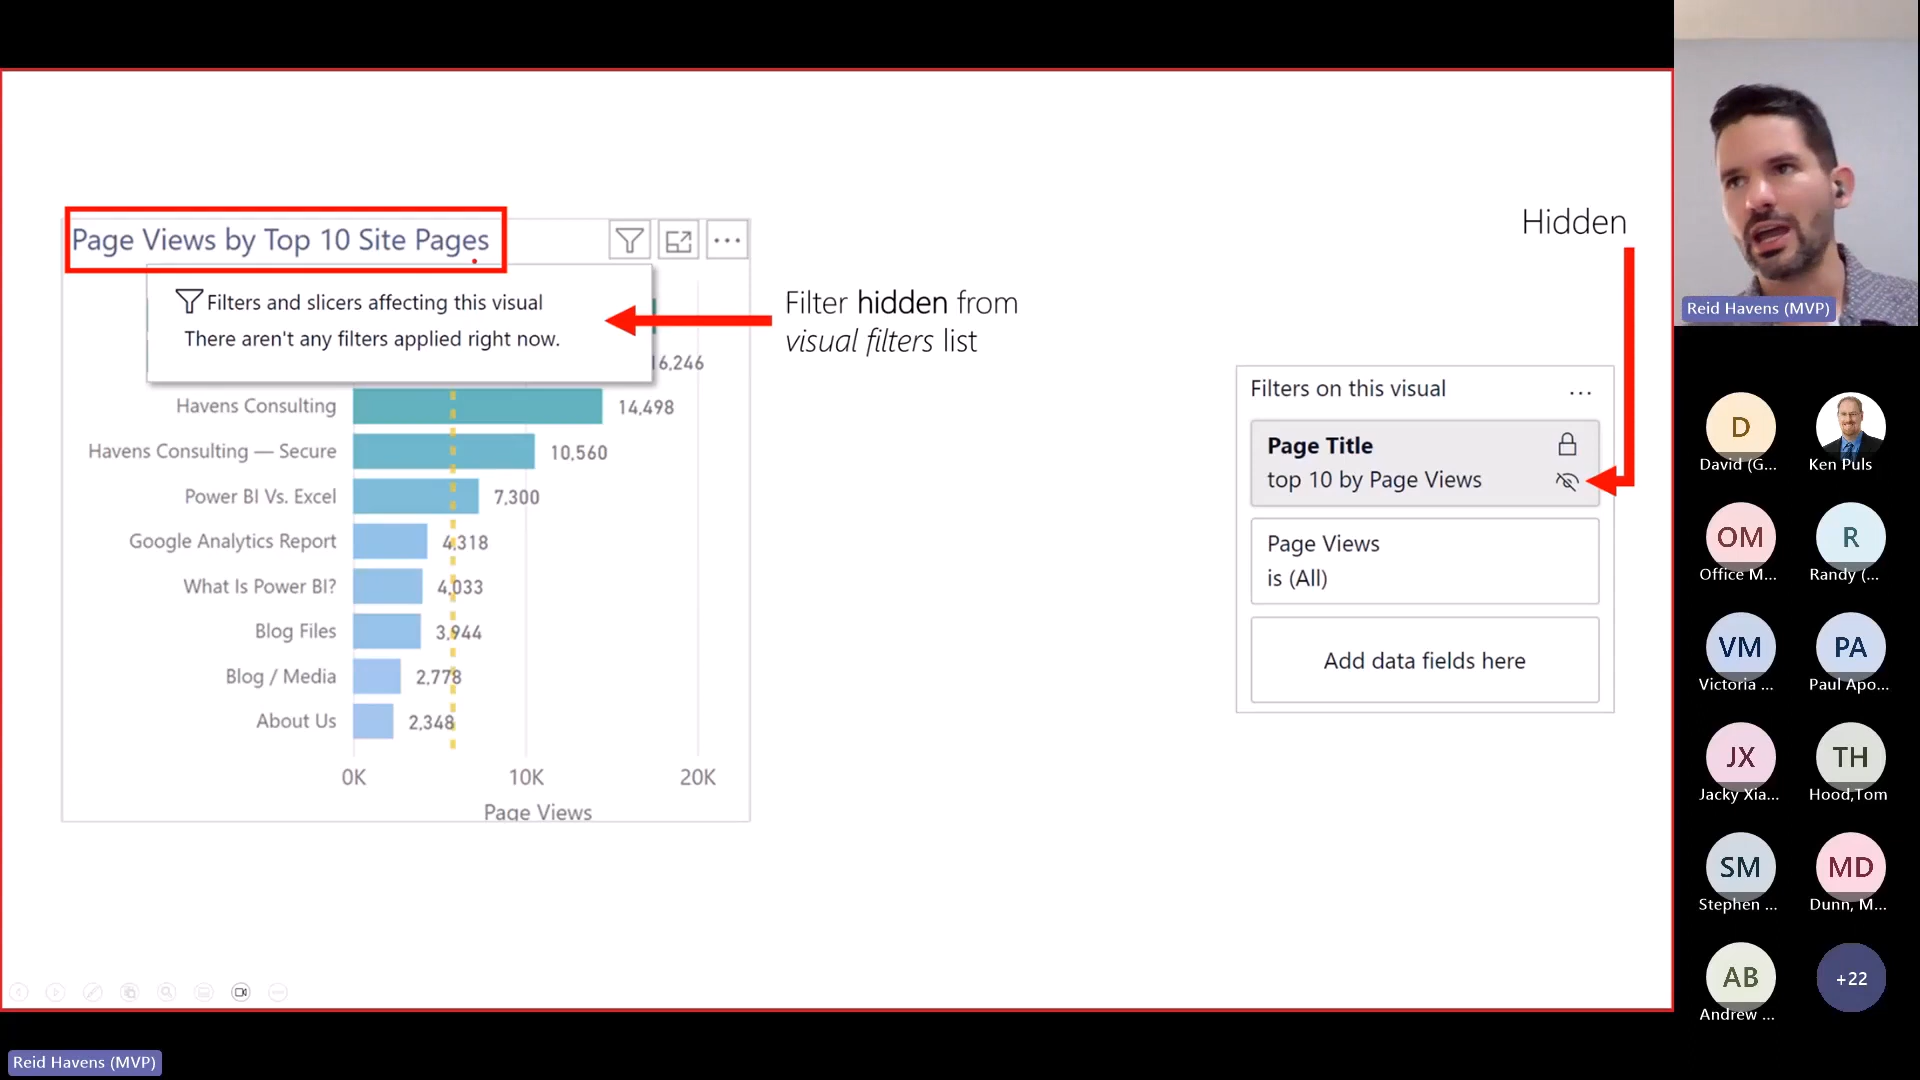 Page Views by Top 10 Site Pages
Filters and slicers affecting this visual
There aren't any filters applied right now.
16,246
Havens Consulting 14,498
Havens Consulting — Secure 10,560
Power BI Vs. Excel 7,300
Google Analytics Report 4,318
What Is Power BI? 4,033
Blog Files 3,944
Blog / Media 2,778
About Us 2,348
0K 10K 20K
Page Views
Filter hidden from
visual filters list
Hidden
Filters on this visual
Page Title
top 10 by Page Views
Page Views
is (All)
Add data fields here
Reid Havens (MVP)
D
David (G...
Ken Puls
OM
Office M...
R
Randy (...
VM
Victoria ...
PA
Paul Apo...
JX
Jacky Xia...
TH
Hood,Tom
SM
Stephen ...
MD
Dunn, M...
AB
Andrew ...
+22
Reid Havens (MVP)